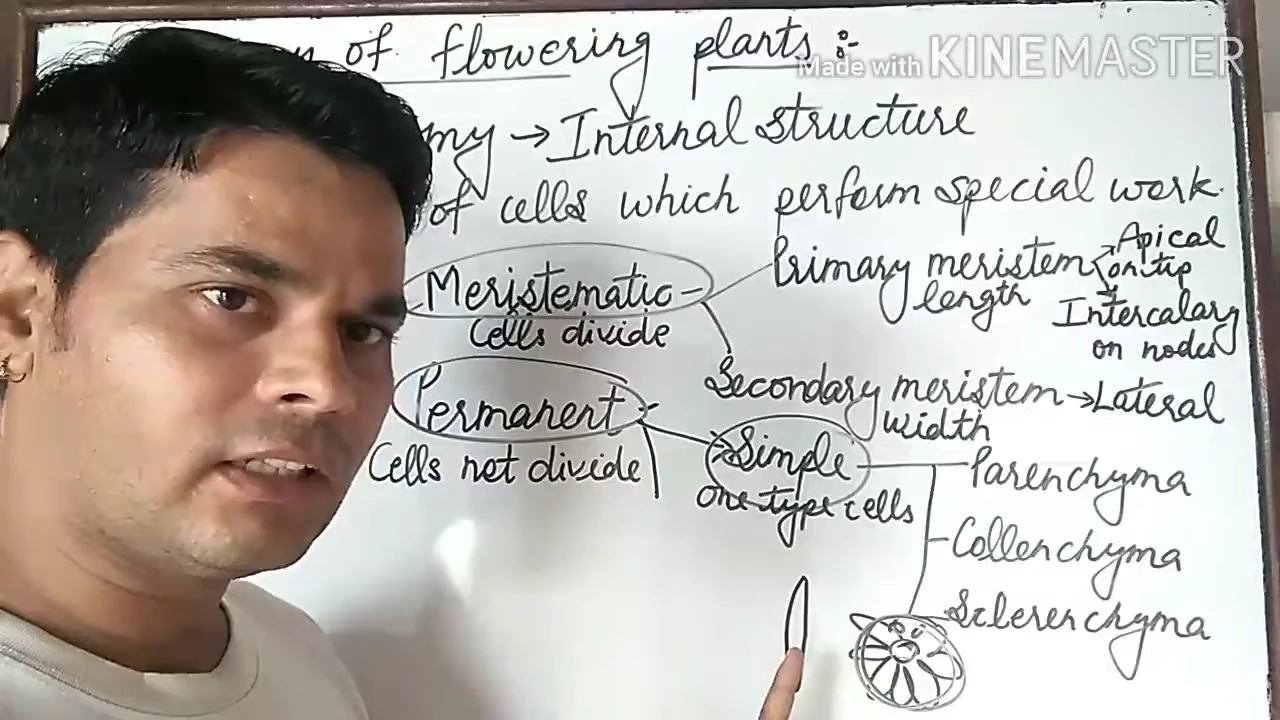 of flowering plants :-
Made with KINEMASTER
my → Internal structure
of cells which perform special work.
Meristematic - Primary meristem → Apical
on tip
length
→ Intercalary
on nodes
Cells divide
Secondary meristem → Lateral
width
Permanent - Simple - Parenchyma
Cells not divide
one type cells
Collenchyma
Sclerenchyma